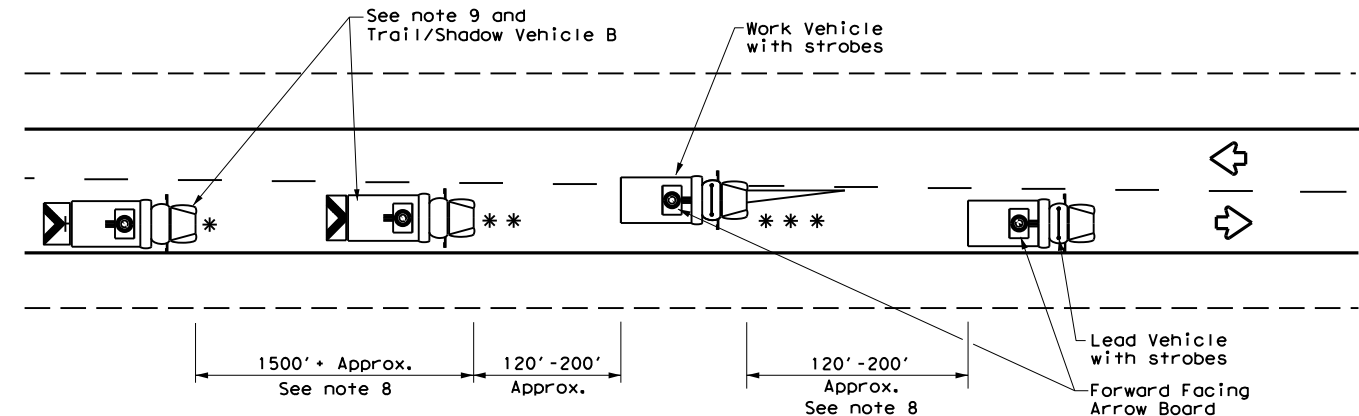 See note 9 and
Trail/Shadow Vehicle B
Work Vehicle
with strobes
*
* *
* * *
1500'+ Approx.
See note 8
120'-200'
Approx.
120'-200'
Approx.
See note 8
Lead Vehicle
with strobes
Forward Facing
Arrow Board